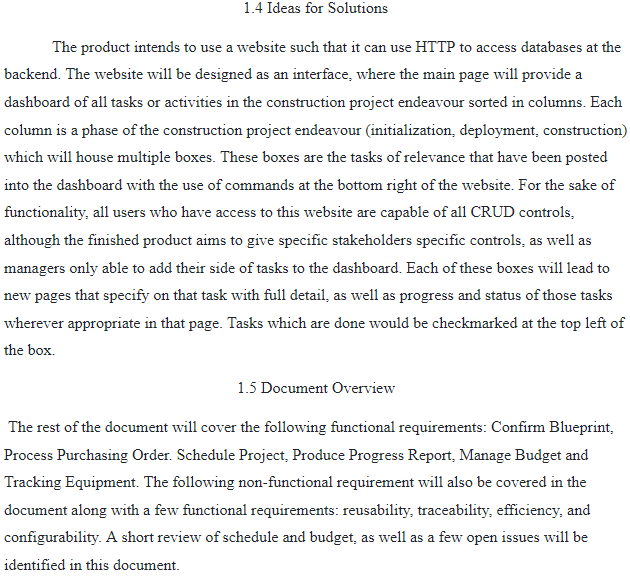 1.4 Ideas for Solutions
The product intends to use a website such that it can use HTTP to access databases at the
backend. The website will be designed as an interface, where the main page will provide a
dashboard of all tasks or activities in the construction project endeavour sorted in columns. Each
column is a phase of the construction project endeavour (initialization, deployment, construction)
which will house multiple boxes. These boxes are the tasks of relevance that have been posted
into the dashboard with the use of commands at the bottom right of the website. For the sake of
functionality, all users who have access to this website are capable of all CRUD controls,
although the finished product aims to give specific stakeholders specific controls, as well as
managers only able to add their side of tasks to the dashboard. Each of these boxes will lead to
new pages that specify on that task with full detail, as well as progress and status of those tasks
wherever appropriate in that page. Tasks which are done would be checkmarked at the top left of
the box.
1.5 Document Overview
The rest of the document will cover the following functional requirements: Confirm Blueprint,
Process Purchasing Order. Schedule Project, Produce Progress Report, Manage Budget and
Tracking Equipment. The following non-functional requirement will also be covered in the
document along with a few functional requirements: reusability, traceability, efficiency, and
configurability. A short review of schedule and budget, as well as a few open issues will be
identified in this document.